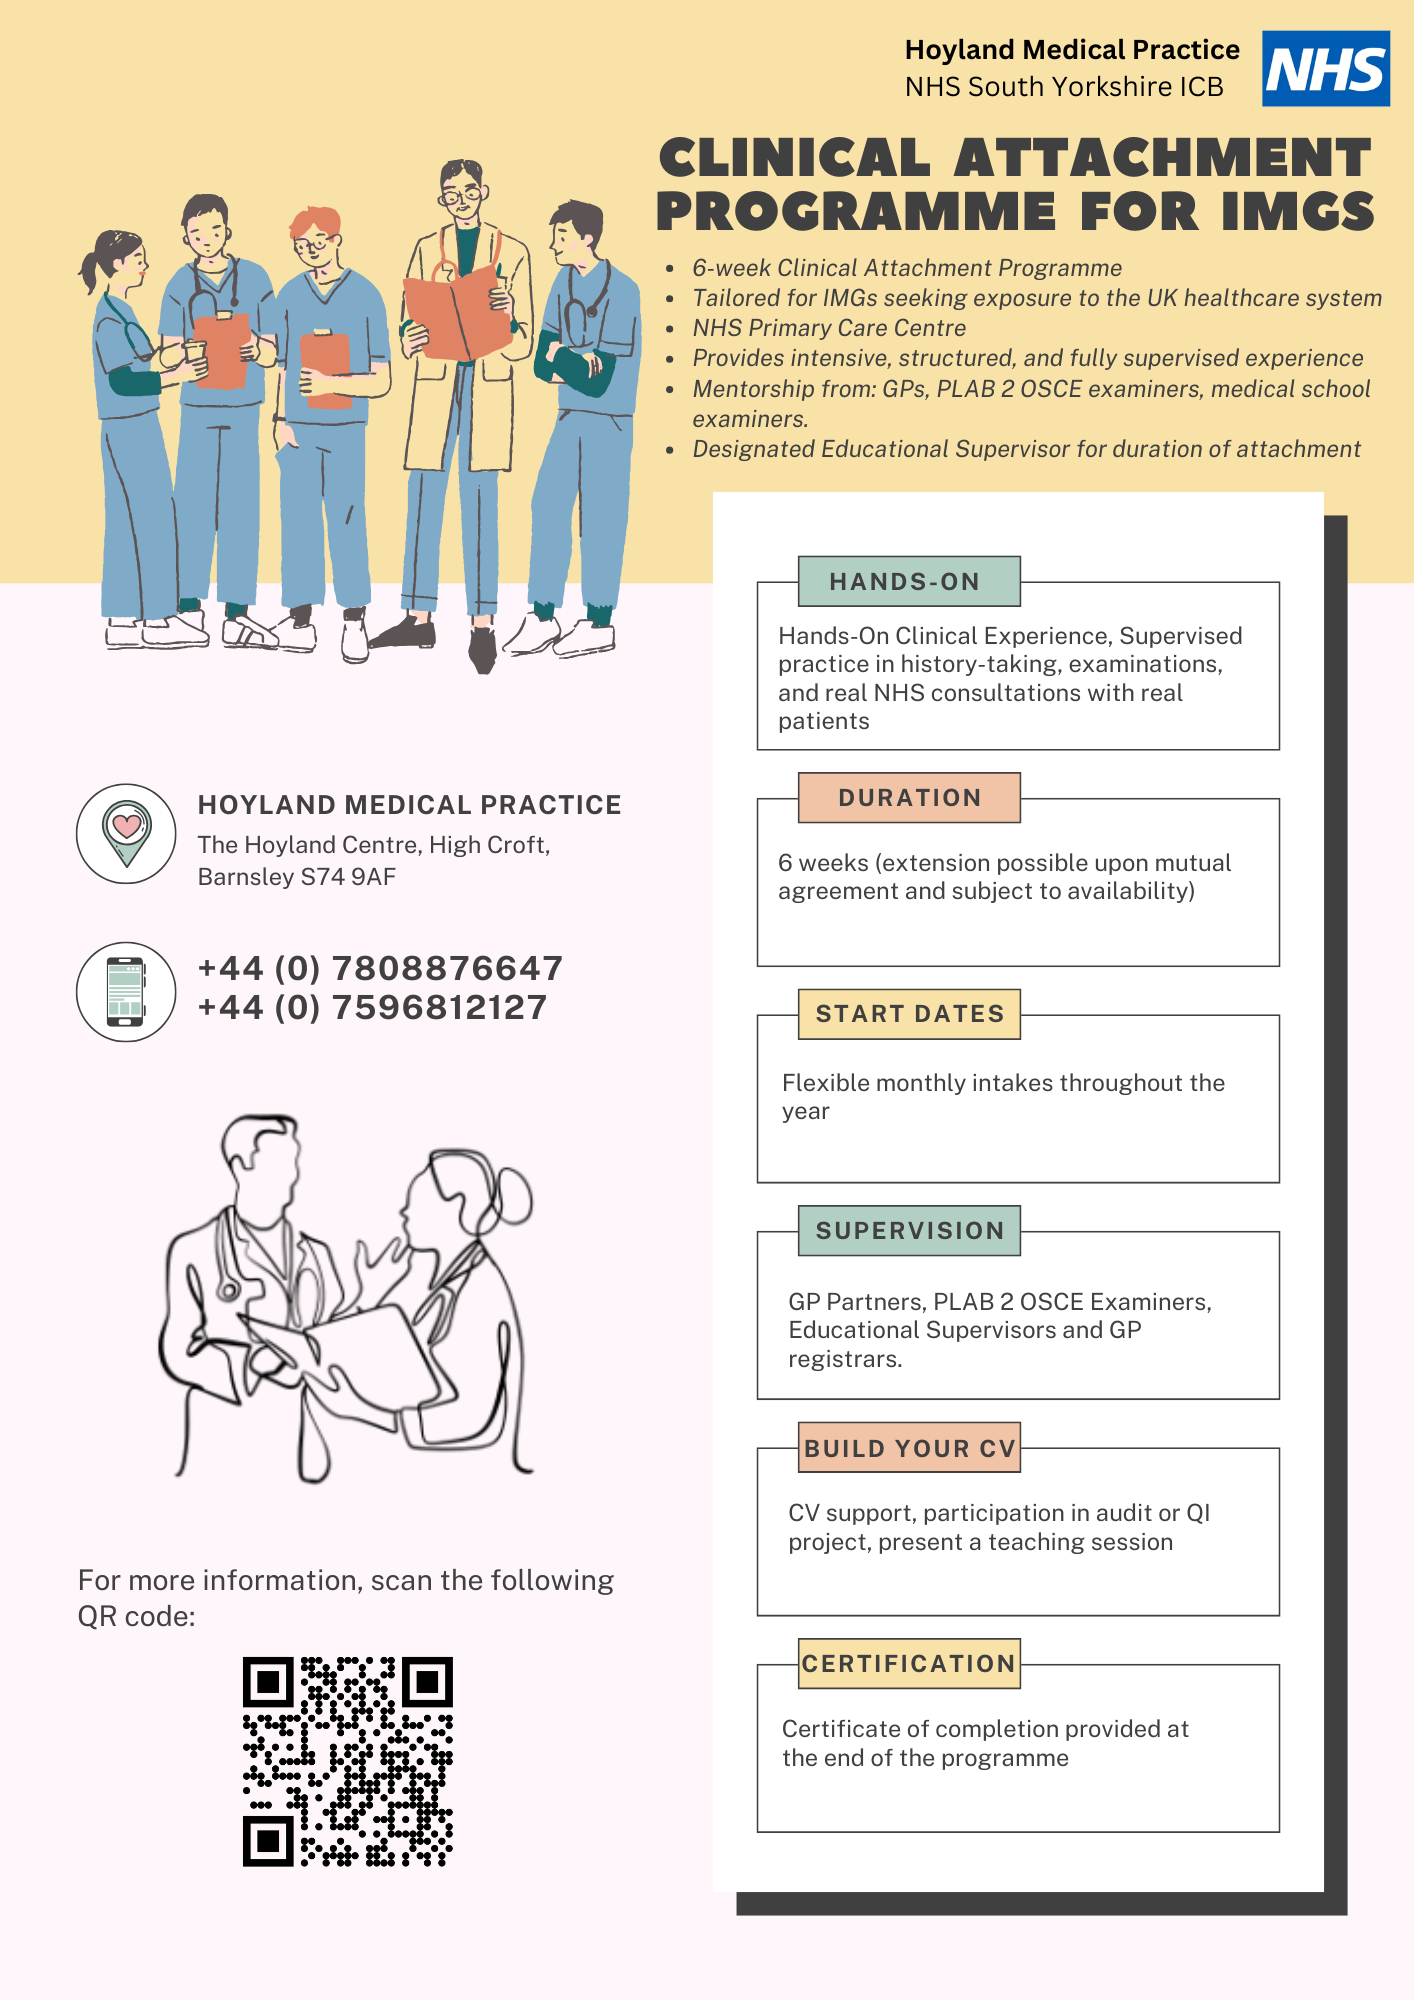 Hoyland Medical Practice
NHS South Yorkshire ICB
NHS
CLINICAL ATTACHMENT
PROGRAMME FOR IMGS
• 6-week Clinical Attachment Programme
• Tailored for IMGs seeking exposure to the UK healthcare system
• NHS Primary Care Centre
• Provides intensive, structured, and fully supervised experience
• Mentorship from: GPs, PLAB 2 OSCE examiners, medical school
examiners.
• Designated Educational Supervisor for duration of attachment
HANDS-ON
Hands-On Clinical Experience, Supervised
practice in history-taking, examinations,
and real NHS consultations with real
patients
DURATION
6 weeks (extension possible upon mutual
agreement and subject to availability)
START DATES
Flexible monthly intakes throughout the
year
SUPERVISION
GP Partners, PLAB 2 OSCE Examiners,
Educational Supervisors and GP
registrars.
BUILD YOUR CV
CV support, participation in audit or QI
project, present a teaching session
CERTIFICATION
Certificate of completion provided at
the end of the programme
HOYLAND MEDICAL PRACTICE
The Hoyland Centre, High Croft,
Barnsley S74 9AF
+44 (0) 7808876647
+44 (0) 7596812127
For more information, scan the following
QR code: